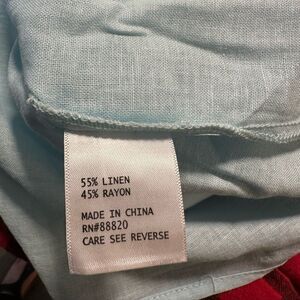 55% LINEN
45% RAYON
MADE IN CHINA
RN#88820
CARE SEE REVERSE